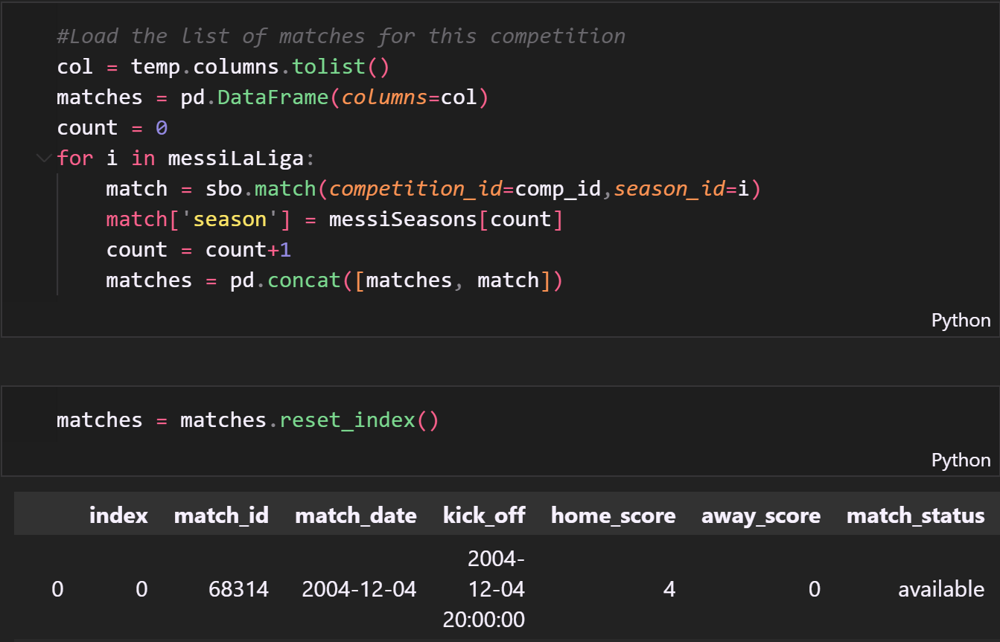 #Load the list of matches for this competition
col = temp.columns.tolist()
matches = pd.DataFrame(columns=col)
count = 0
for i in messiLaLiga:
    match = sbo.match(competition_id=comp_id,season_id=i)
    match['season'] = messiSeasons[count]
    count = count+1
    matches = pd.concat([matches, match])
Python
matches = matches.reset_index()
Python
index match_id match_date kick_off home_score away_score match_status
2004-
0 0 68314 2004-12-04 12-04 4 0 available
20:00:00